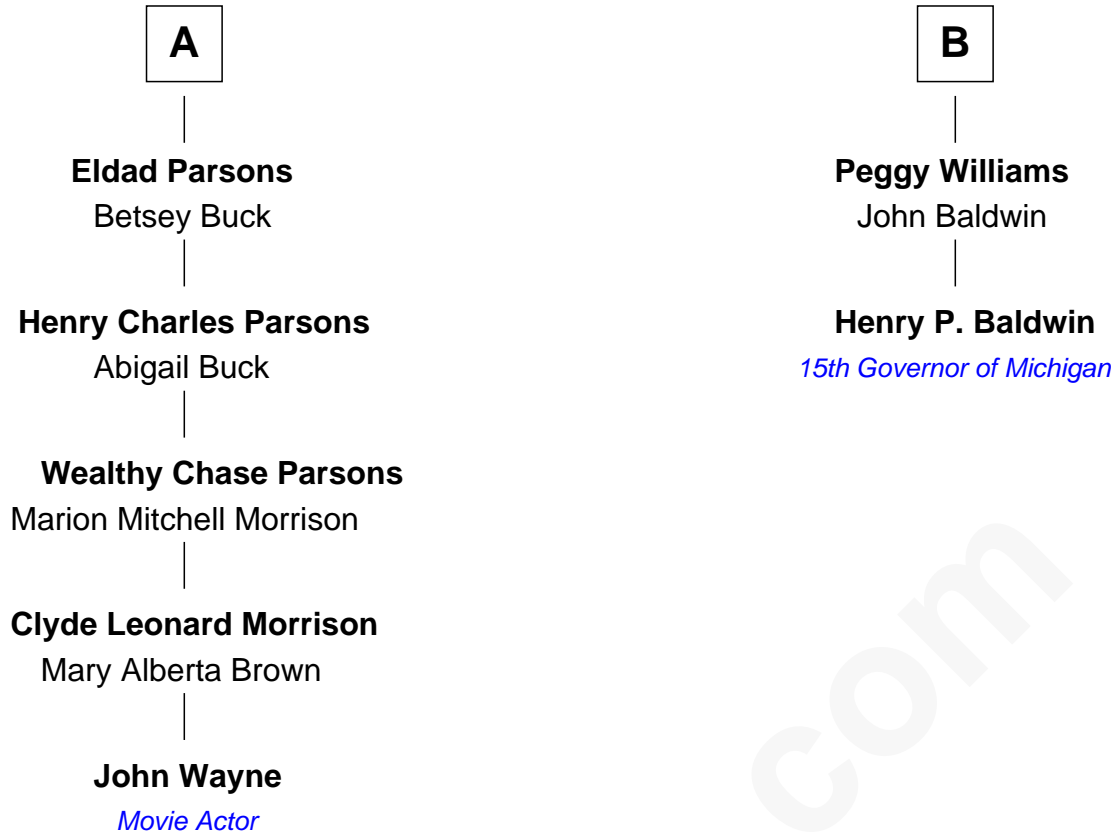 A
Eldad Parsons
Betsey Buck
Henry Charles Parsons
Abigail Buck
Wealthy Chase Parsons
Marion Mitchell Morrison
Clyde Leonard Morrison
Mary Alberta Brown
John Wayne
Movie Actor
B
Peggy Williams
John Baldwin
Henry P. Baldwin
15th Governor of Michigan
com